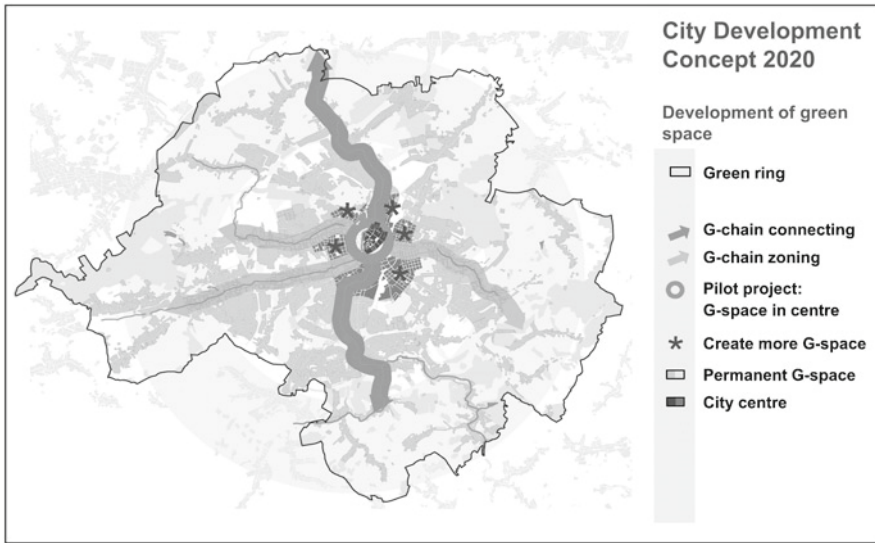 City Development
Concept 2020
Development of green
space
Green ring
G-chain connecting
G-chain zoning
Pilot project:
G-space in centre
Create more G-space
Permanent G-space
City centre